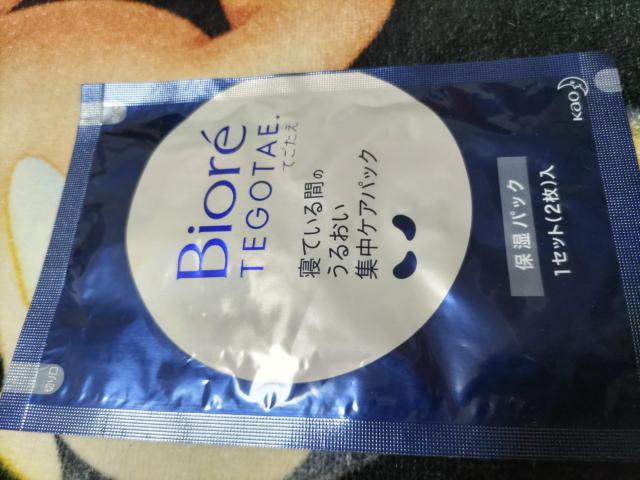 Kao
Bioré
TEGOTAE.
てごたえ
寝ている間の
うるおい
集中ケアパック
保湿パック
1セット(2枚)入